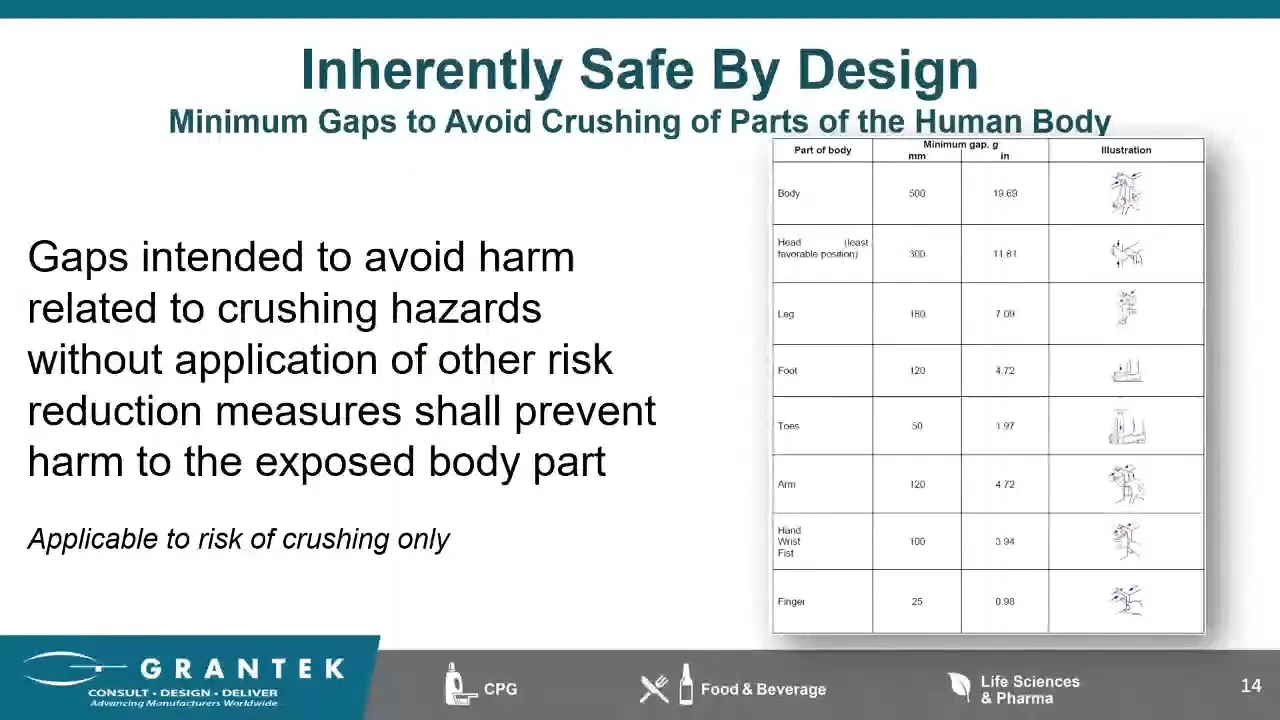 Inherently Safe By Design
Minimum Gaps to Avoid Crushing of Parts of the Human Body
Gaps intended to avoid harm
related to crushing hazards
without application of other risk
reduction measures shall prevent
harm to the exposed body part
Applicable to risk of crushing only
Part of body Minimum gap, g Illustration
mm in
Body 500 19.69
Head (least
favorable position) 300 11.81
Leg 180 7.09
Foot 120 4.72
Toes 50 1.97
Arm 120 4.72
Hand
Wrist 100 3.94
Fist
Finger 25 0.98
GRANTEK
CONSULT • DESIGN • DELIVER
Advancing Manufacturers Worldwide
CPG
Food & Beverage
Life Sciences
& Pharma
14